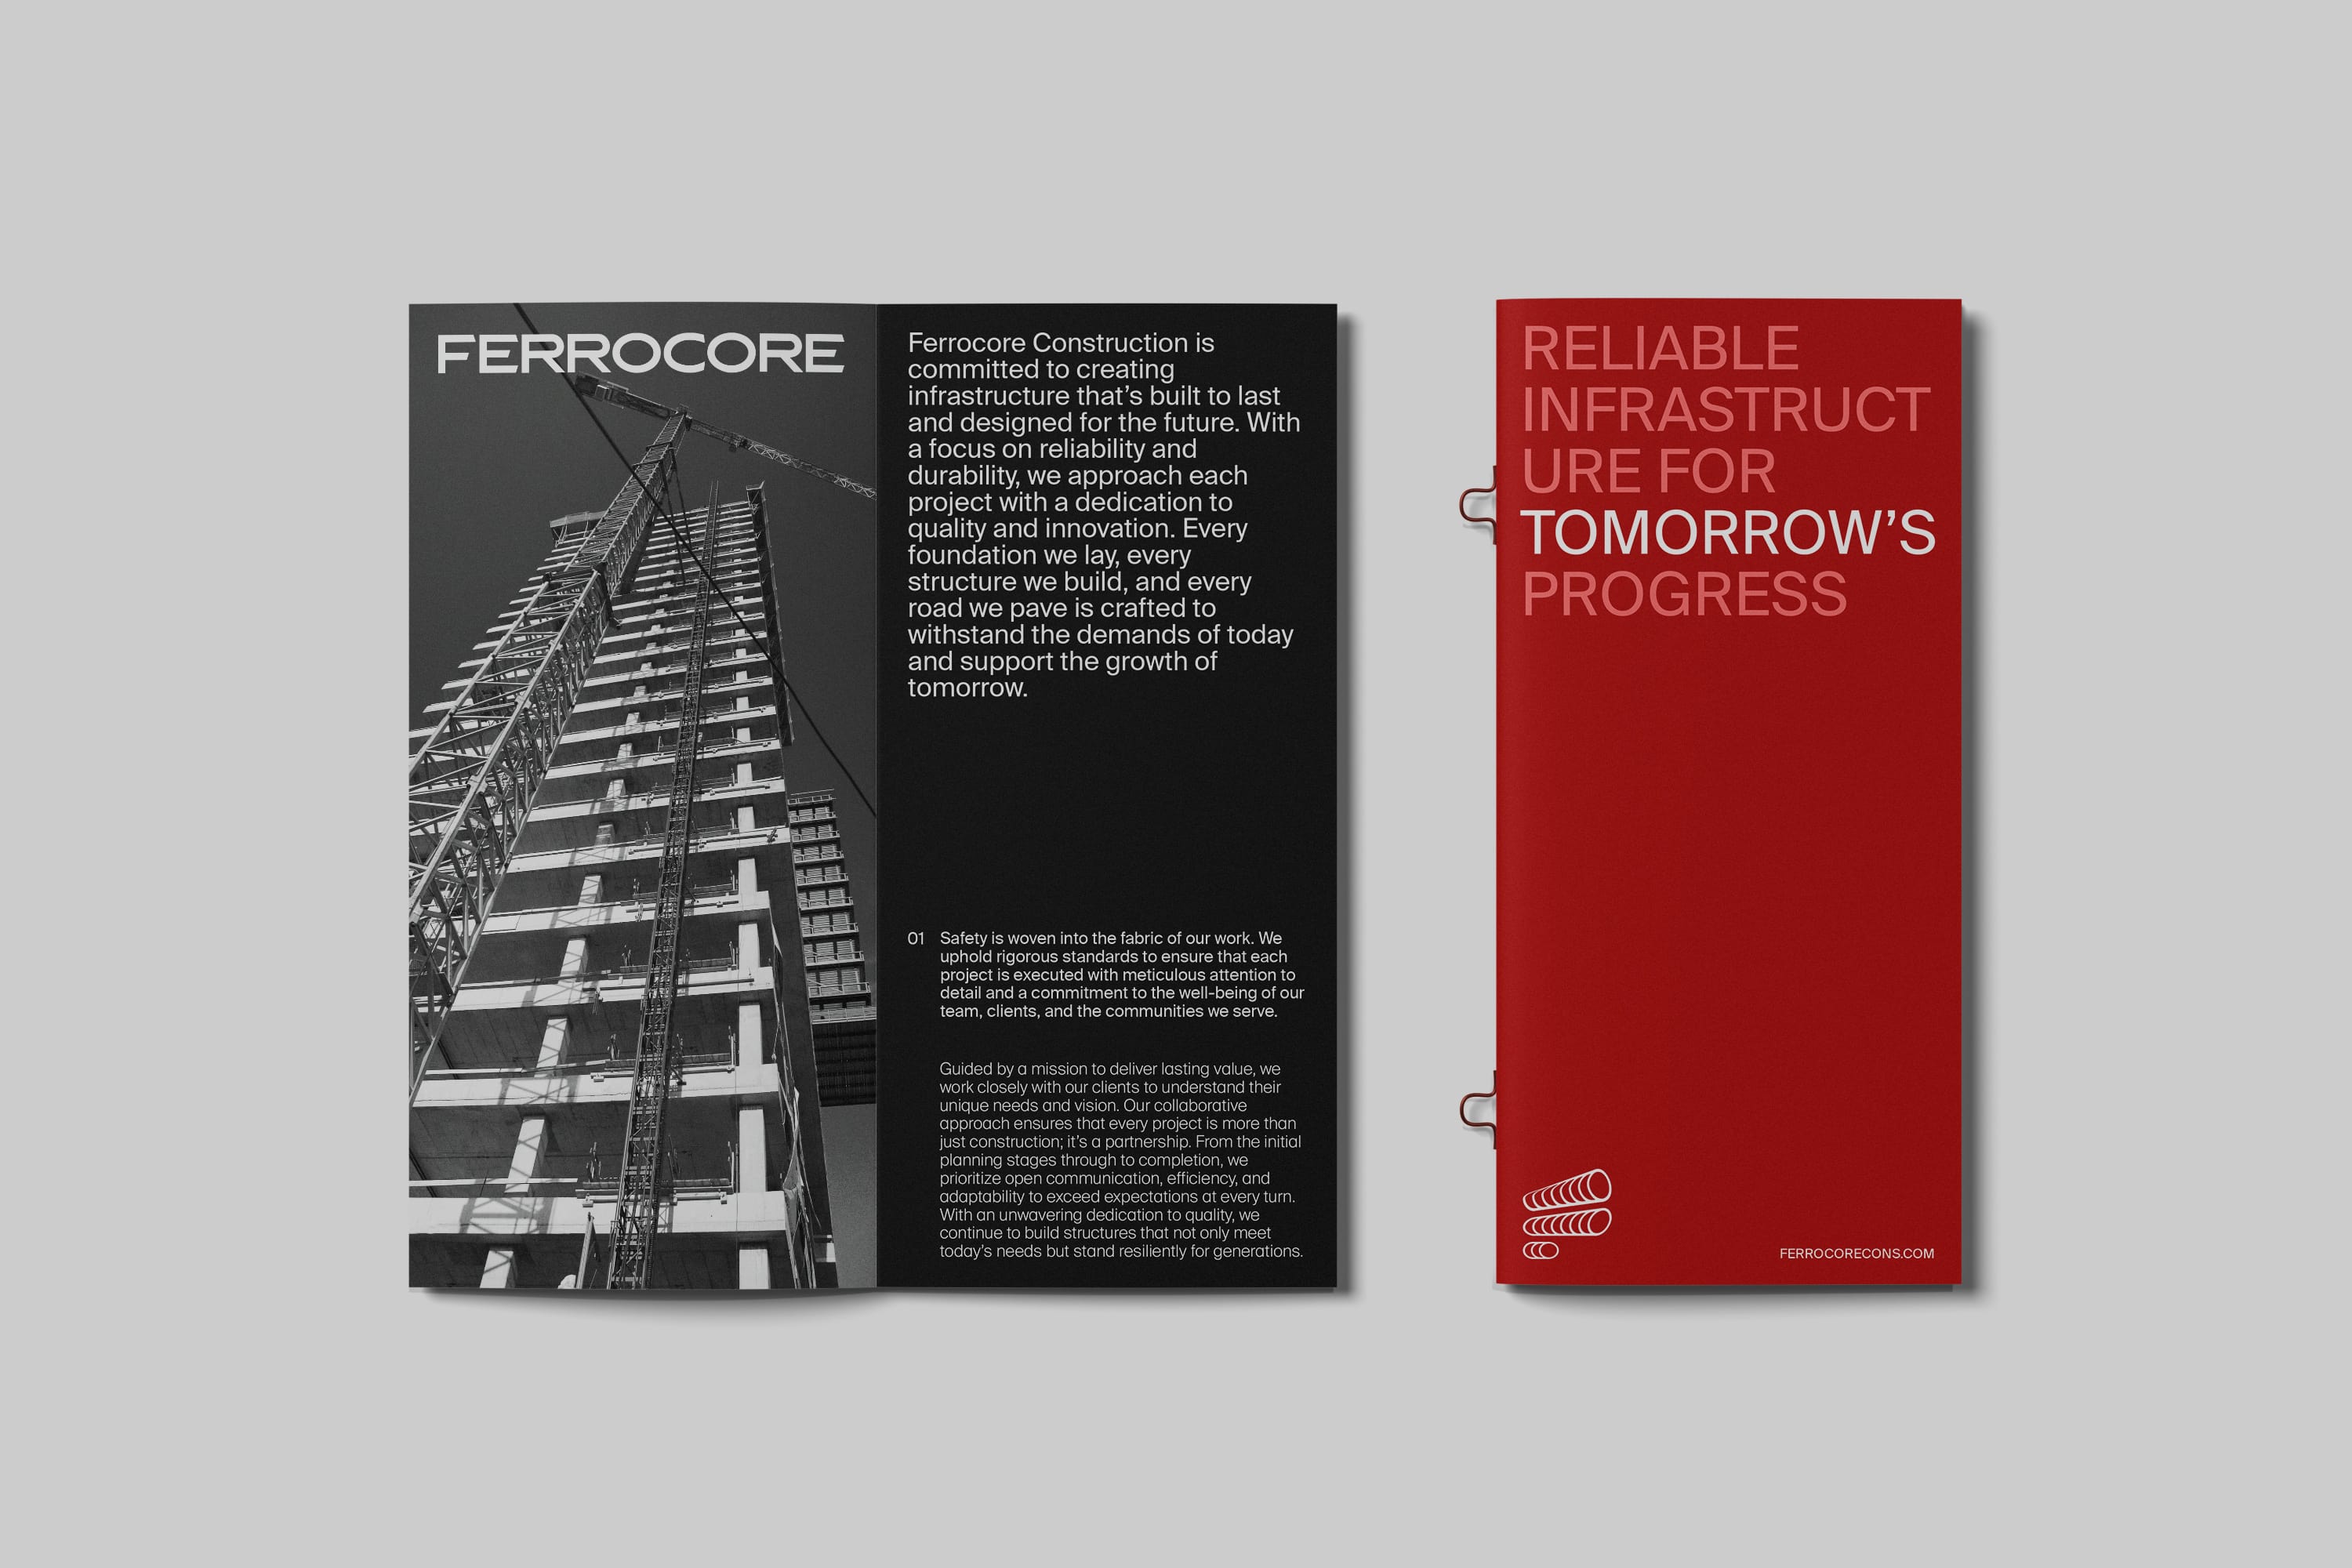 FERROCORE
Ferrocore Construction is
committed to creating
infrastructure that’s built to last
and designed for the future. With
a focus on reliability and
durability, we approach each
project with a dedication to
quality and innovation. Every
foundation we lay, every
structure we build, and every
road we pave is crafted to
withstand the demands of today
and support the growth of
tomorrow.
01 Safety is woven into the fabric of our work. We
uphold rigorous standards to ensure that each
project is executed with meticulous attention to
detail and a commitment to the well-being of our
team, clients, and the communities we serve.
Guided by a mission to deliver lasting value, we
work closely with our clients to understand their
unique needs and vision. Our collaborative
approach ensures that every project is more than
just construction; it’s a partnership. From the initial
planning stages through to completion, we
prioritize open communication, efficiency, and
adaptability to exceed expectations at every turn.
With an unwavering dedication to quality, we
continue to build structures that not only meet
today’s needs but stand resiliently for generations.
RELIABLE
INFRASTRUCT
URE FOR
TOMORROW’S
PROGRESS
FERROCORECONS.COM